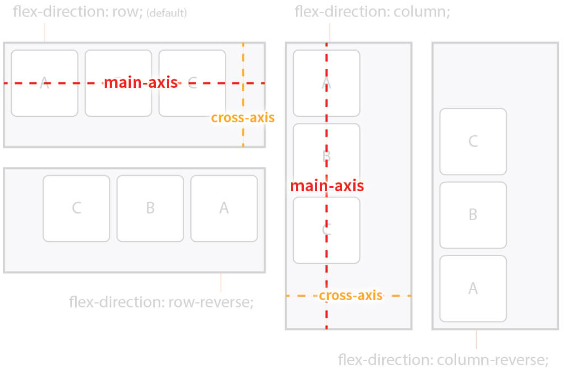 flex-direction: row; (default)
flex-direction: column;
A
main-axis
C
cross-axis
C
B
A
flex-direction: row-reverse;
A
B
main-axis
C
cross-axis
C
B
A
flex-direction: column-reverse;